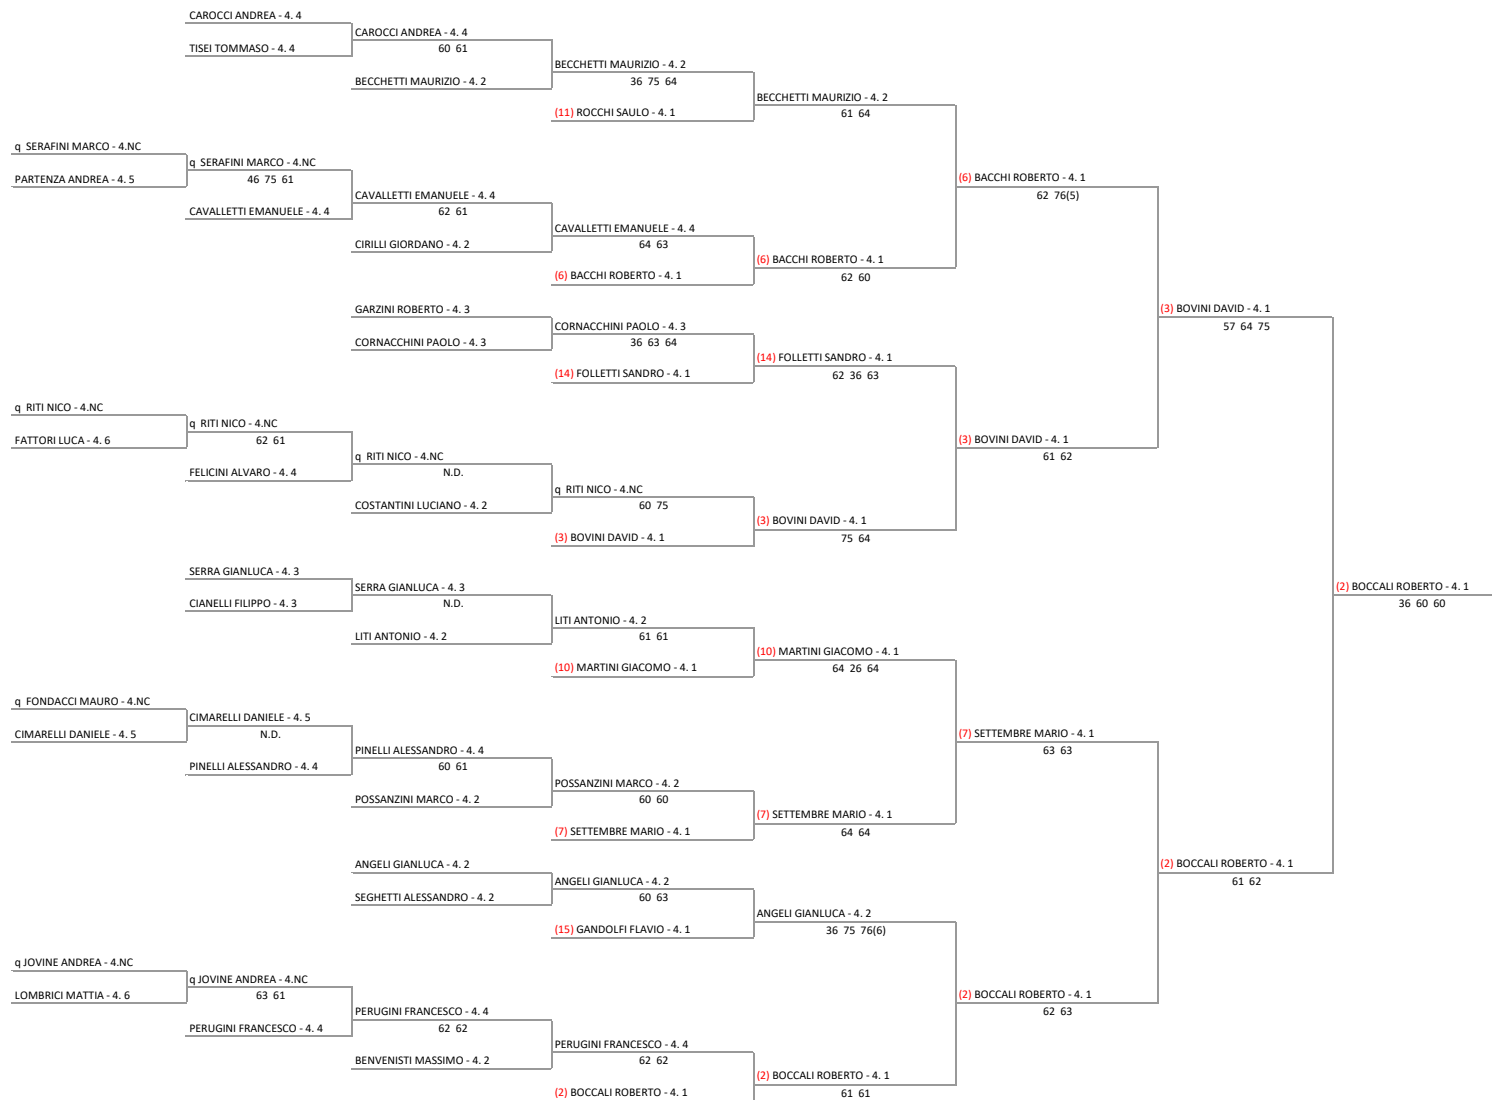 CAROCCI ANDREA - 4. 4
CAROCCI ANDREA - 4. 4
TISEI TOMMASO - 4. 4
60 61
BECCHETTI MAURIZIO - 4. 2
BECCHETTI MAURIZIO - 4. 2
36 75 64
BECCHETTI MAURIZIO - 4. 2
(11) ROCCHI SAULO - 4. 1
61 64
q SERAFINI MARCO - 4.NC
q SERAFINI MARCO - 4.NC
PARTENZA ANDREA - 4. 5
46 75 61
(6) BACCHI ROBERTO - 4. 1
62 76(5)
CAVALLETTI EMANUELE - 4. 4
CAVALLETTI EMANUELE - 4. 4
62 61
CAVALLETTI EMANUELE - 4. 4
CIRILLI GIORDANO - 4. 2
64 63
(6) BACCHI ROBERTO - 4. 1
(6) BACCHI ROBERTO - 4. 1
62 60
GARZINI ROBERTO - 4. 3
(3) BOVINI DAVID - 4. 1
57 64 75
CORNACCHINI PAOLO - 4. 3
CORNACCHINI PAOLO - 4. 3
36 63 64
(14) FOLLETTI SANDRO - 4. 1
(14) FOLLETTI SANDRO - 4. 1
62 36 63
q RITI NICO - 4.NC
q RITI NICO - 4.NC
FATTORI LUCA - 4. 6
62 61
(3) BOVINI DAVID - 4. 1
61 62
q RITI NICO - 4.NC
FELICINI ALVARO - 4. 4
N.D.
q RITI NICO - 4.NC
COSTANTINI LUCIANO - 4. 2
60 75
(3) BOVINI DAVID - 4. 1
(3) BOVINI DAVID - 4. 1
75 64
SERRA GIANLUCA - 4. 3
SERRA GIANLUCA - 4. 3
CIANELLI FILIPPO - 4. 3
N.D.
(2) BOCCALI ROBERTO - 4. 1
36 60 60
LITI ANTONIO - 4. 2
LITI ANTONIO - 4. 2
61 61
(10) MARTINI GIACOMO - 4. 1
(10) MARTINI GIACOMO - 4. 1
64 26 64
q FONDACCI MAURO - 4.NC
CIMARELLI DANIELE - 4. 5
CIMARELLI DANIELE - 4. 5
N.D.
(7) SETTEMBRE MARIO - 4. 1
63 63
PINELLI ALESSANDRO - 4. 4
PINELLI ALESSANDRO - 4. 4
60 61
POSSANZINI MARCO - 4. 2
POSSANZINI MARCO - 4. 2
60 60
(7) SETTEMBRE MARIO - 4. 1
(7) SETTEMBRE MARIO - 4. 1
64 64
ANGELI GIANLUCA - 4. 2
(2) BOCCALI ROBERTO - 4. 1
61 62
ANGELI GIANLUCA - 4. 2
SEGHETTI ALESSANDRO - 4. 2
60 63
ANGELI GIANLUCA - 4. 2
(15) GANDOLFI FLAVIO - 4. 1
36 75 76(6)
q JOVINE ANDREA - 4.NC
q JOVINE ANDREA - 4.NC
LOMBRICI MATTIA - 4. 6
63 61
(2) BOCCALI ROBERTO - 4. 1
62 63
PERUGINI FRANCESCO - 4. 4
PERUGINI FRANCESCO - 4. 4
62 62
PERUGINI FRANCESCO - 4. 4
BENVENISTI MASSIMO - 4. 2
62 62
(2) BOCCALI ROBERTO - 4. 1
(2) BOCCALI ROBERTO - 4. 1
61 61